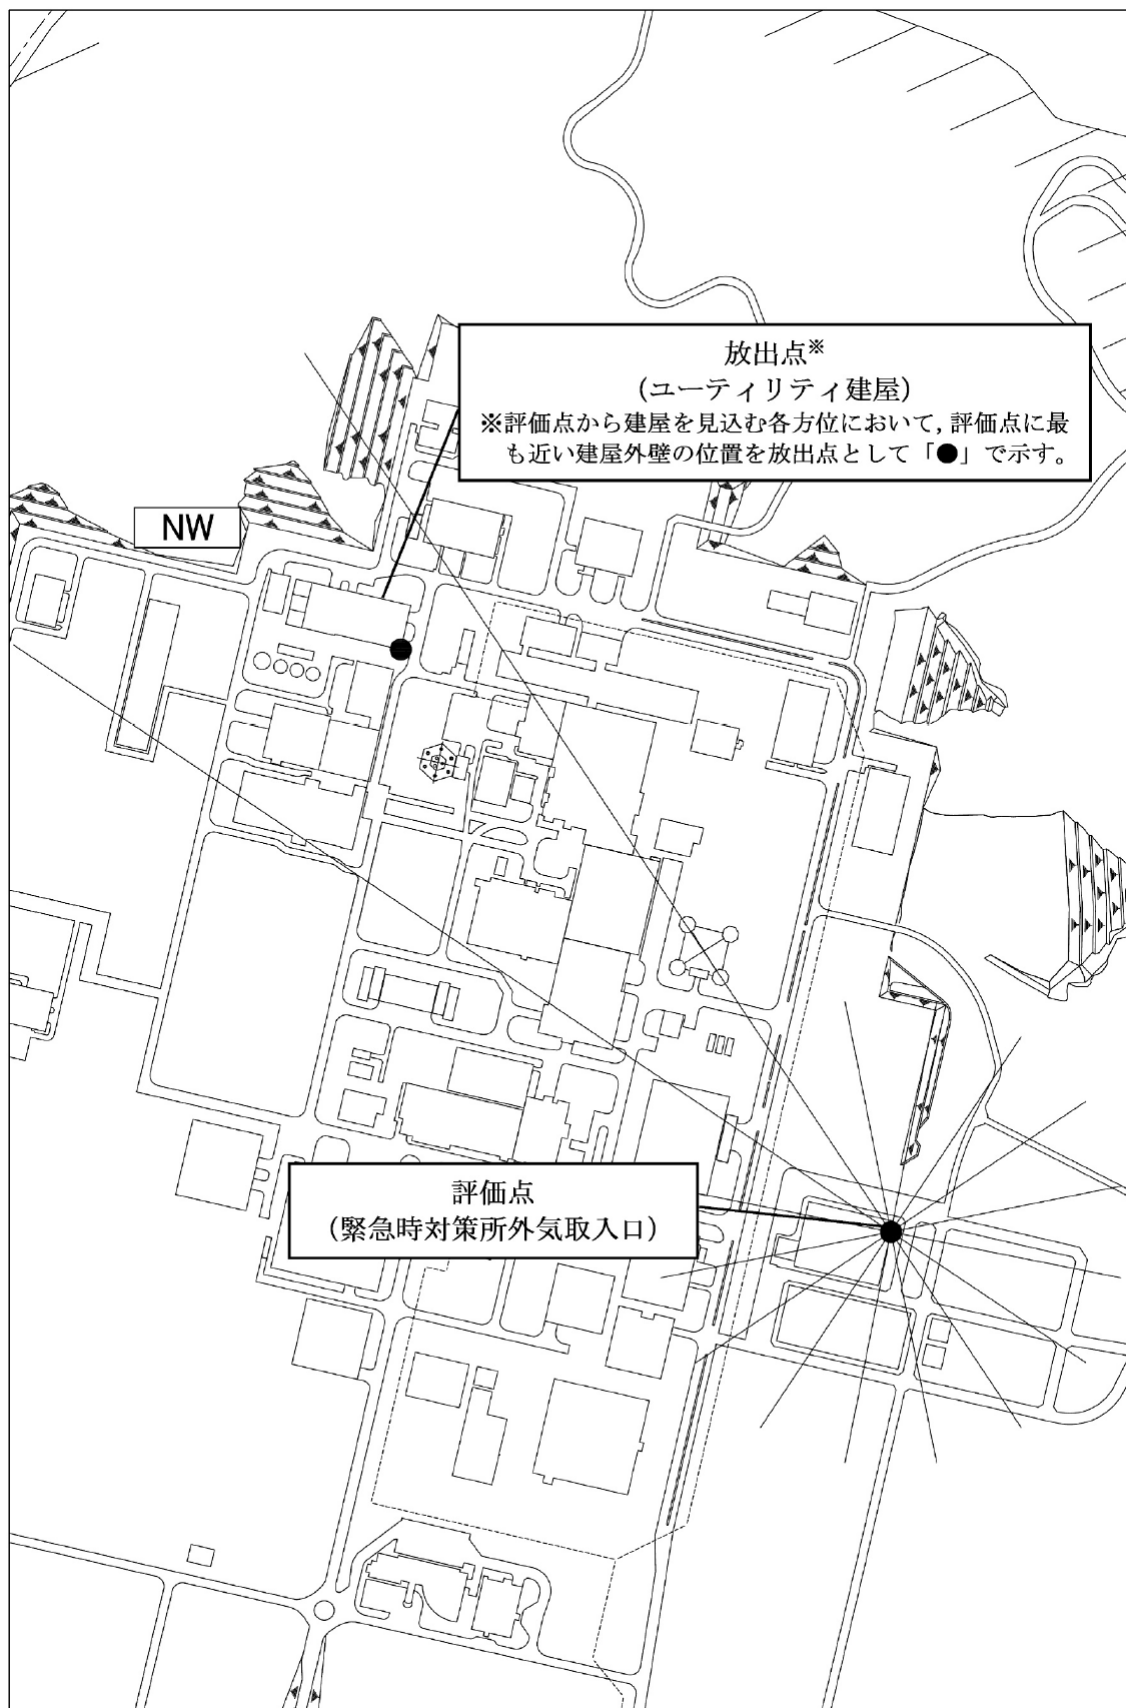 放出点※
(ユーティリティ建屋)
※評価点から建屋を見込む各方位において,評価点に最
も近い建屋外壁の位置を放出点として「●」で示す。
NW
評価点
(緊急時対策所外気取入口)